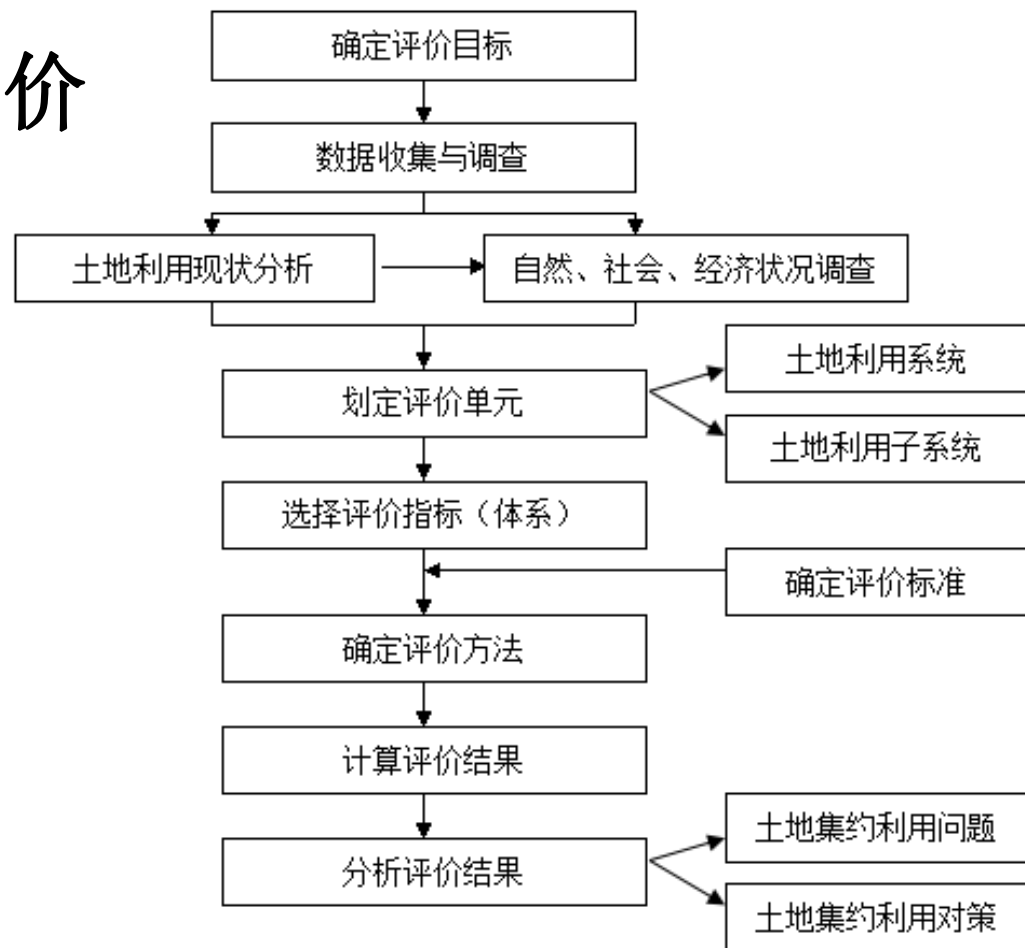 价
确定评价目标
数据收集与调查
土地利用现状分析
自然、社会、经济状况调查
划定评价单元
土地利用系统
土地利用子系统
选择评价指标（体系）
确定评价标准
确定评价方法
计算评价结果
分析评价结果
土地集约利用问题
土地集约利用对策